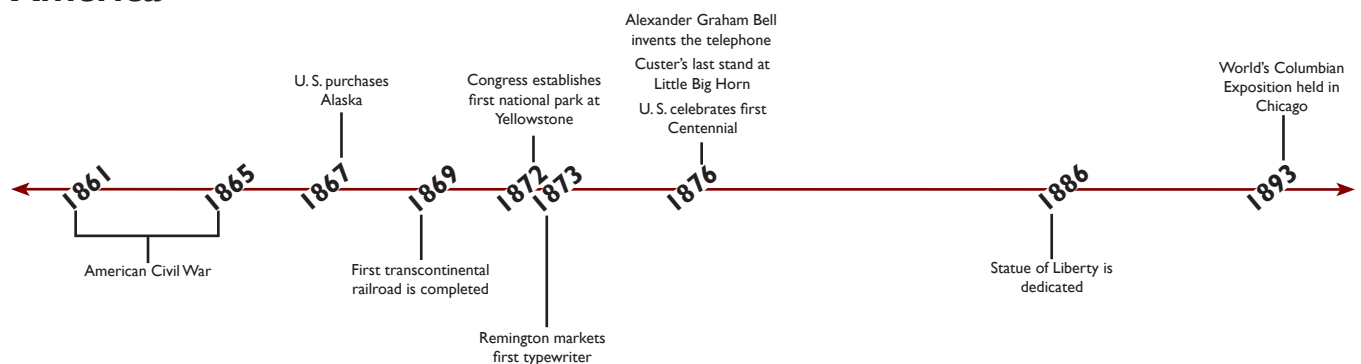 America
Alexander Graham Bell
invents the telephone
Custer's last stand at
Little Big Horn
U. S. celebrates first
Centennial
U. S. purchases
Alaska
Congress establishes
first national park at
Yellowstone
World's Columbian
Exposition held in
Chicago
1861
1865
1867
1869
1872
1873
1876
1886
1893
American Civil War
First transcontinental
railroad is completed
Remington markets
first typewriter
Statue of Liberty is
dedicated